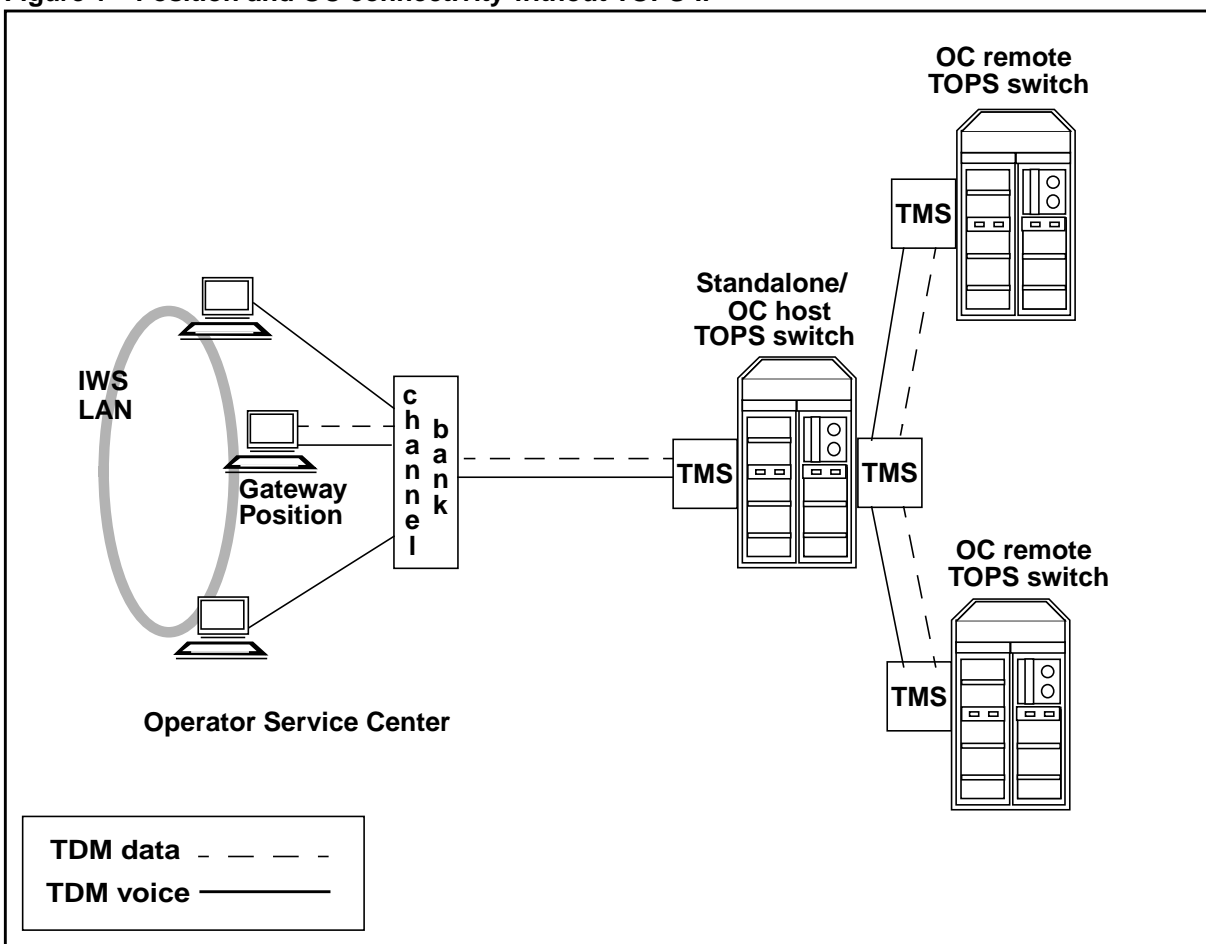 Figure 1 Position and OC connectivity without TOPS-IP
OC remote
TOPS switch
TMS
Standalone/
OC host
TOPS switch
IWS
LAN
channel
bank
TMS
TMS
Gateway
Position
OC remote
TOPS switch
TMS
Operator Service Center
TDM data
TDM voice